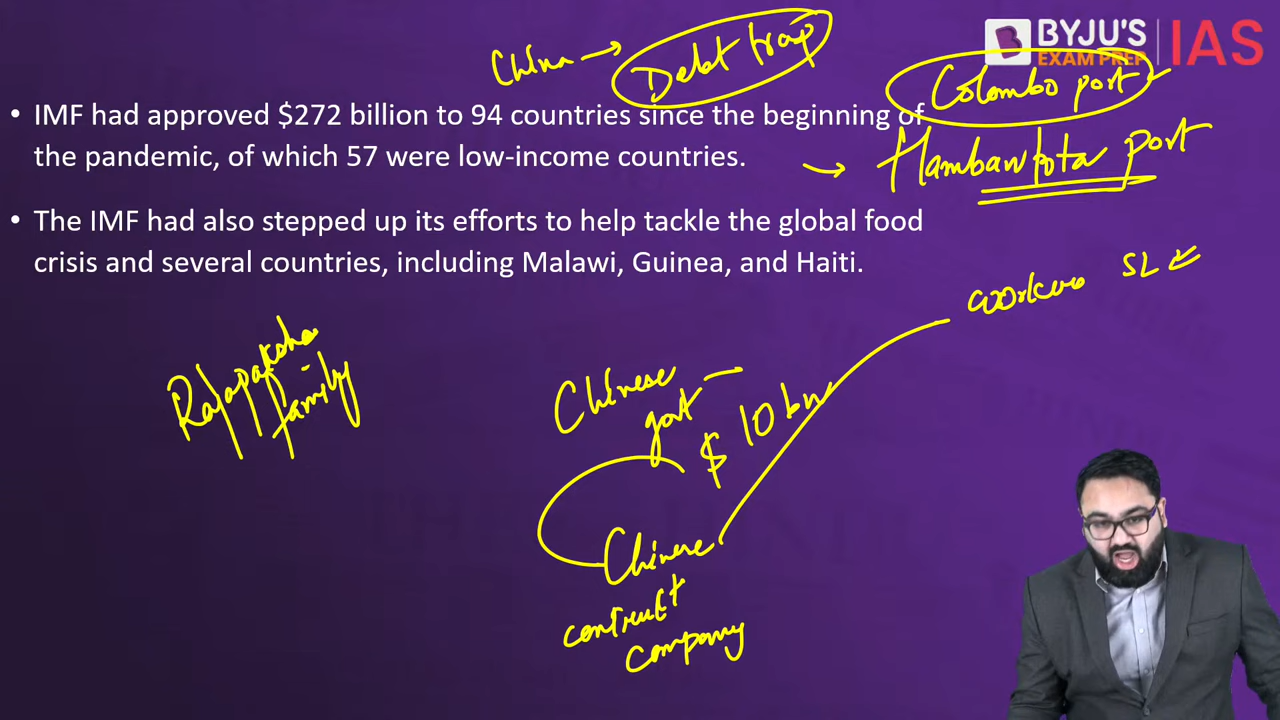 China → Debt trap
BYJU'S
EXAM PREP
IAS
Colombo port
→ Hambantota port
• IMF had approved $272 billion to 94 countries since the beginning of
the pandemic, of which 57 were low-income countries.
• The IMF had also stepped up its efforts to help tackle the global food
crisis and several countries, including Malawi, Guinea, and Haiti.
workers SL
Rajapaksha
family
Chinese
govt
$ 10 bn
Chinese
company